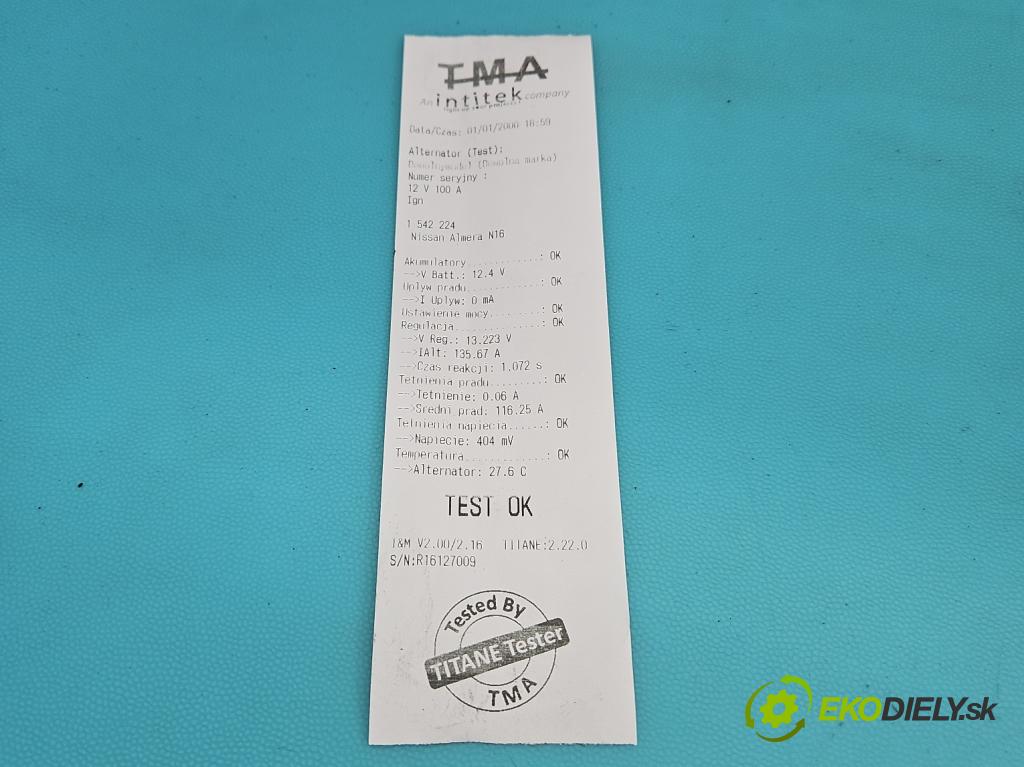 TMA
An intitek company
Data/Czas: 01/01/2000 18:59
Alternator (Test):
(Dowolna marka)
Numer seryjny :
12 V 100 A
Ign
1 542 224
Nissan Almera N16
Akumulatory...........: OK
-->V Batt.: 12.4 V
Uplyw pradu...........: OK
-->I Uplyw: 0 mA
Ustawienie mocy.......: OK
Regulacja.............: OK
-->V Reg.: 13.223 V
-->IAlt: 135.67 A
-->Czas reakcji: 1.072 s
Tetnienia pradu.......: OK
-->Tetnienie: 0.06 A
-->Sredni prad: 116.25 A
Tetnienia napiecia....: OK
-->Napiecie: 404 mV
Temperatura...........: OK
-->Alternator: 27.6 C
TEST OK
T&M V2.00/2.16 TITANE:2.22.0
S/N:R16127009
Tested By
TITANE Tester
TMA
EKODIELY.sk